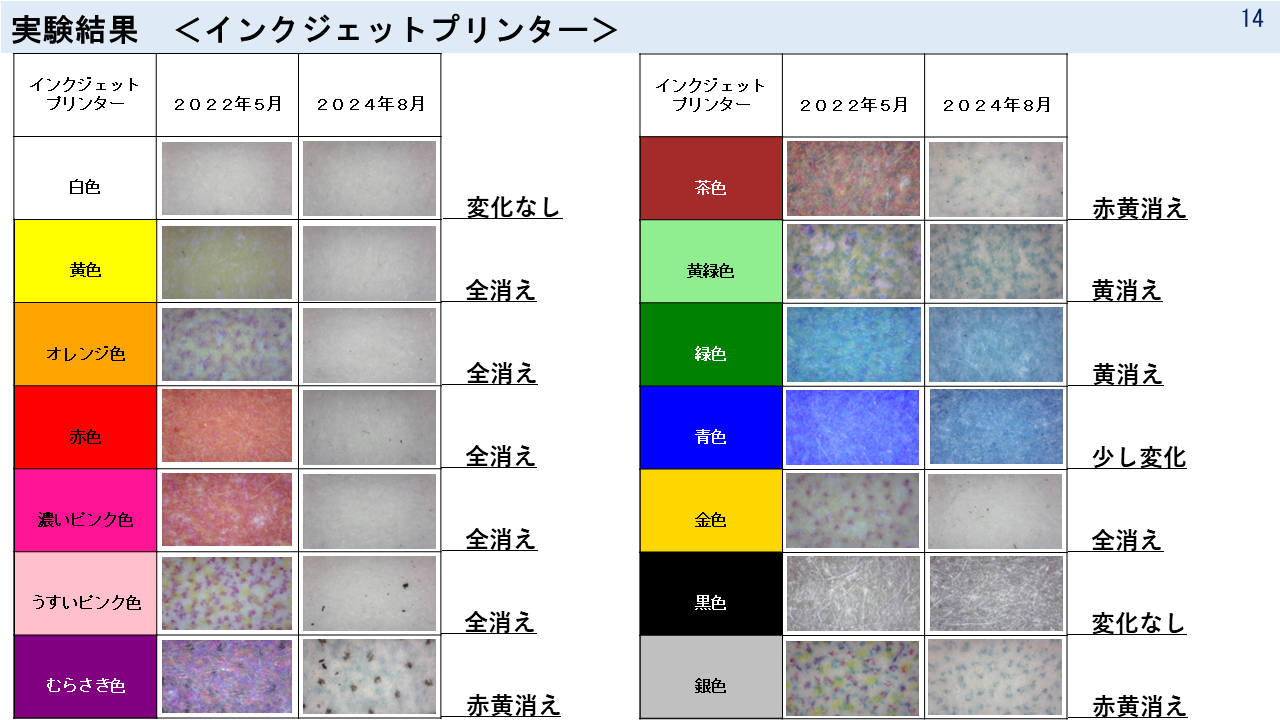 実験結果　＜インクジェットプリンター＞
14
インクジェット
プリンター
２０２２年５月
２０２４年８月
白色
変化なし
黄色
全消え
オレンジ色
全消え
赤色
全消え
濃いピンク色
全消え
うすいピンク色
全消え
むらさき色
赤黄消え
インクジェット
プリンター
２０２２年５月
２０２４年８月
茶色
赤黄消え
黄緑色
黄消え
緑色
黄消え
青色
少し変化
金色
全消え
黒色
変化なし
銀色
赤黄消え